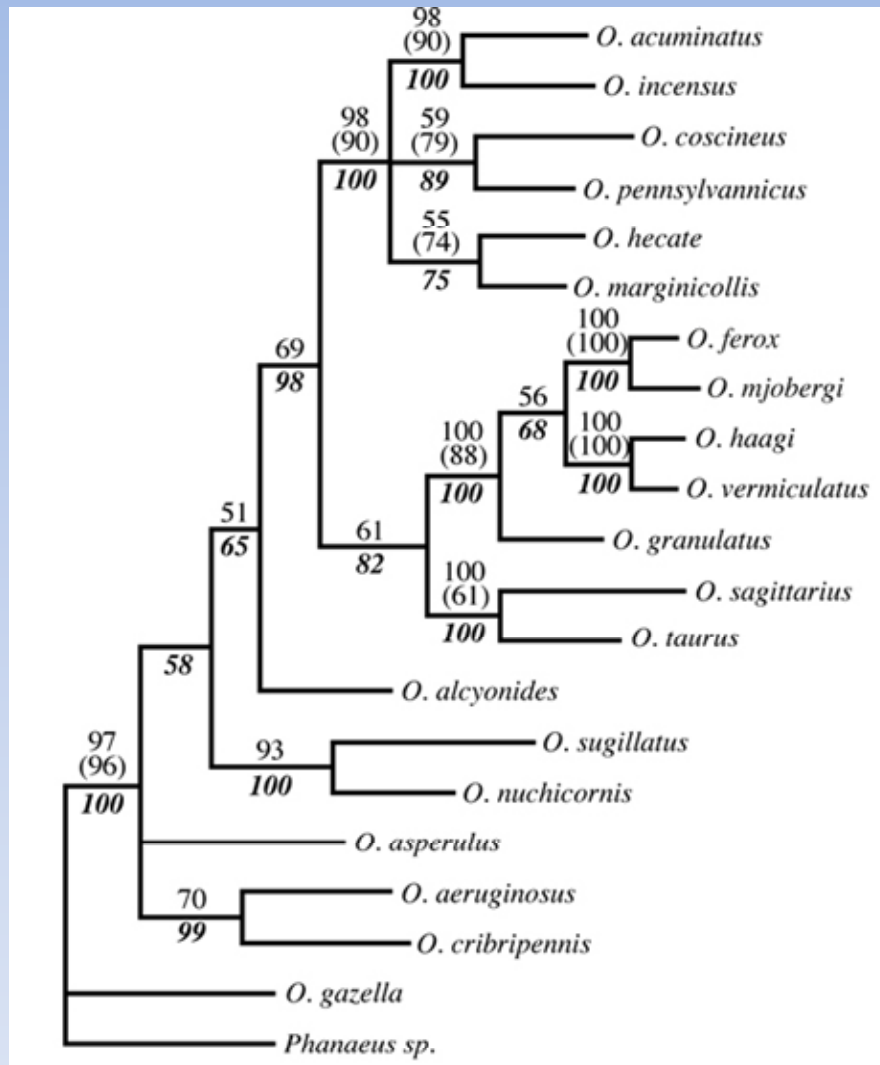 98
(90)
100
O. acuminatus
O. incensus
98
(90)
100
59
(79)
89
O. coscineus
O. pennsylvannicus
55
(74)
75
O. hecate
O. marginicollis
69
98
100
(100)
100
O. ferox
O. mjobergi
56
68
100
(100)
100
O. haagi
O. vermiculatus
100
(88)
100
O. granulatus
61
82
100
(61)
100
O. sagittarius
O. taurus
51
65
O. alcyonides
58
93
100
O. sugillatus
O. nuchicornis
97
(96)
100
O. asperulus
70
99
O. aeruginosus
O. cribripennis
O. gazella
Phanaeus sp.